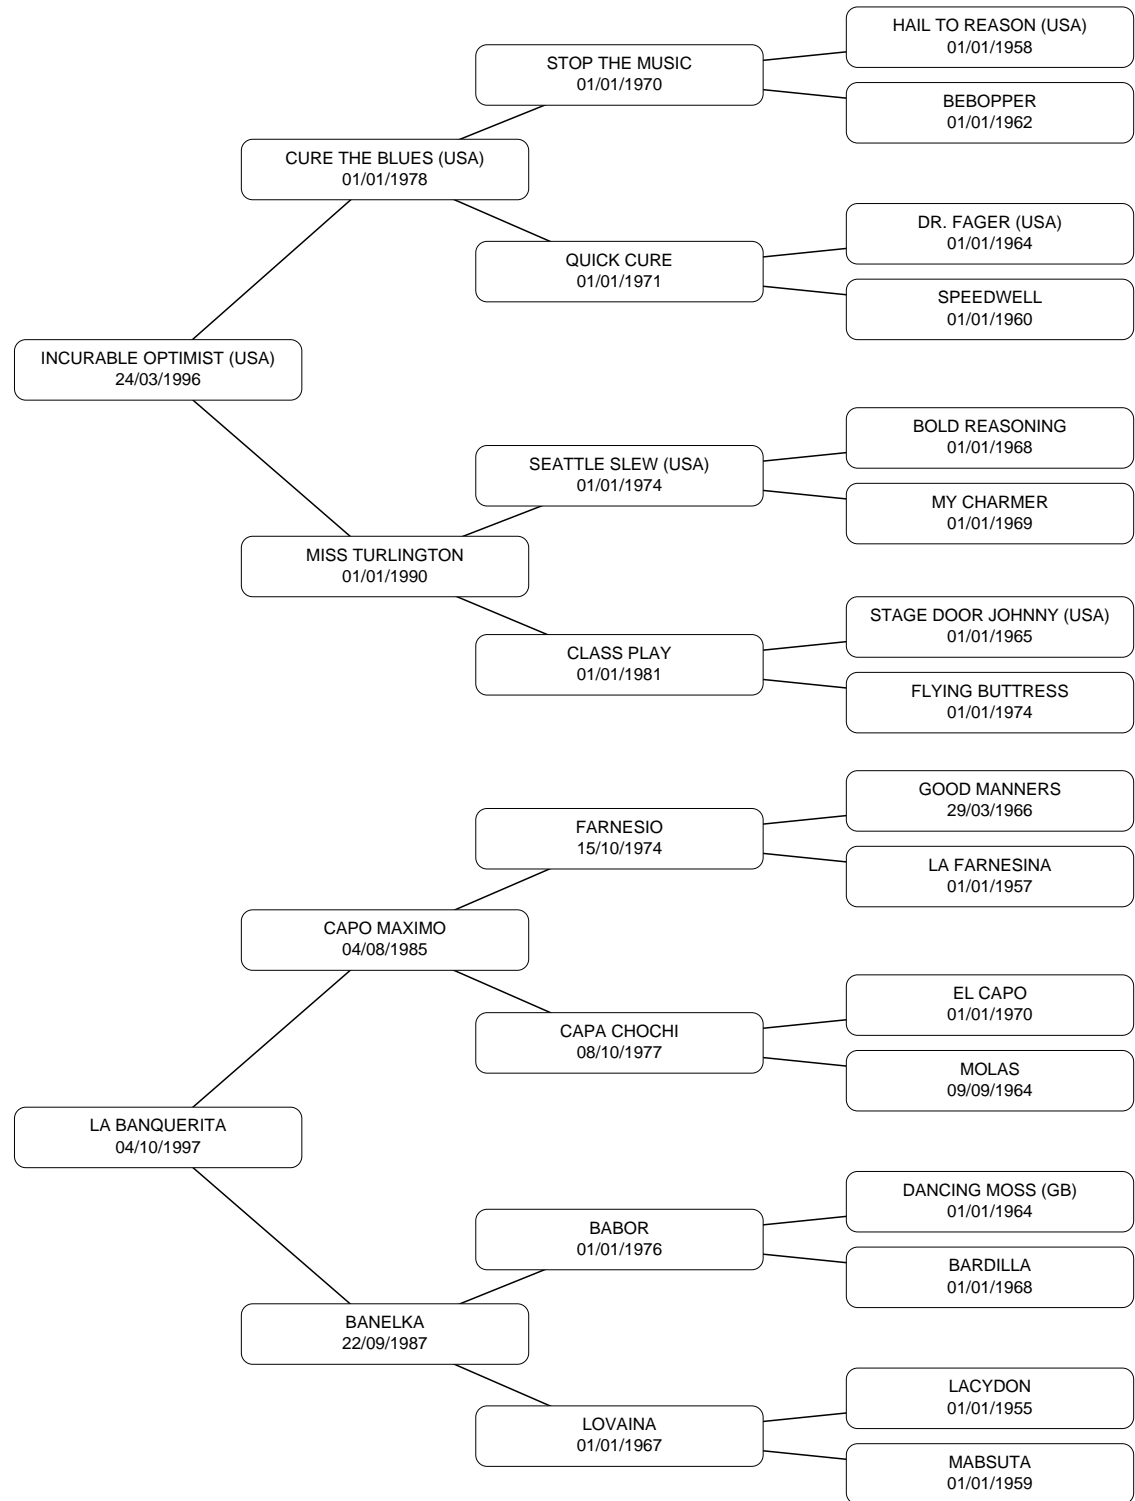 HAIL TO REASON (USA)
01/01/1958
STOP THE MUSIC
01/01/1970
BEBOPPER
01/01/1962
CURE THE BLUES (USA)
01/01/1978
DR. FAGER (USA)
01/01/1964
QUICK CURE
01/01/1971
SPEEDWELL
01/01/1960
INCURABLE OPTIMIST (USA)
24/03/1996
BOLD REASONING
01/01/1968
SEATTLE SLEW (USA)
01/01/1974
MY CHARMER
01/01/1969
MISS TURLINGTON
01/01/1990
STAGE DOOR JOHNNY (USA)
01/01/1965
CLASS PLAY
01/01/1981
FLYING BUTTRESS
01/01/1974
GOOD MANNERS
29/03/1966
FARNESIO
15/10/1974
LA FARNESINA
01/01/1957
CAPO MAXIMO
04/08/1985
EL CAPO
01/01/1970
CAPA CHOCHI
08/10/1977
MOLAS
09/09/1964
LA BANQUERITA
04/10/1997
DANCING MOSS (GB)
01/01/1964
BABOR
01/01/1976
BARDILLA
01/01/1968
BANELKA
22/09/1987
LACYDON
01/01/1955
LOVAINA
01/01/1967
MABSUTA
01/01/1959